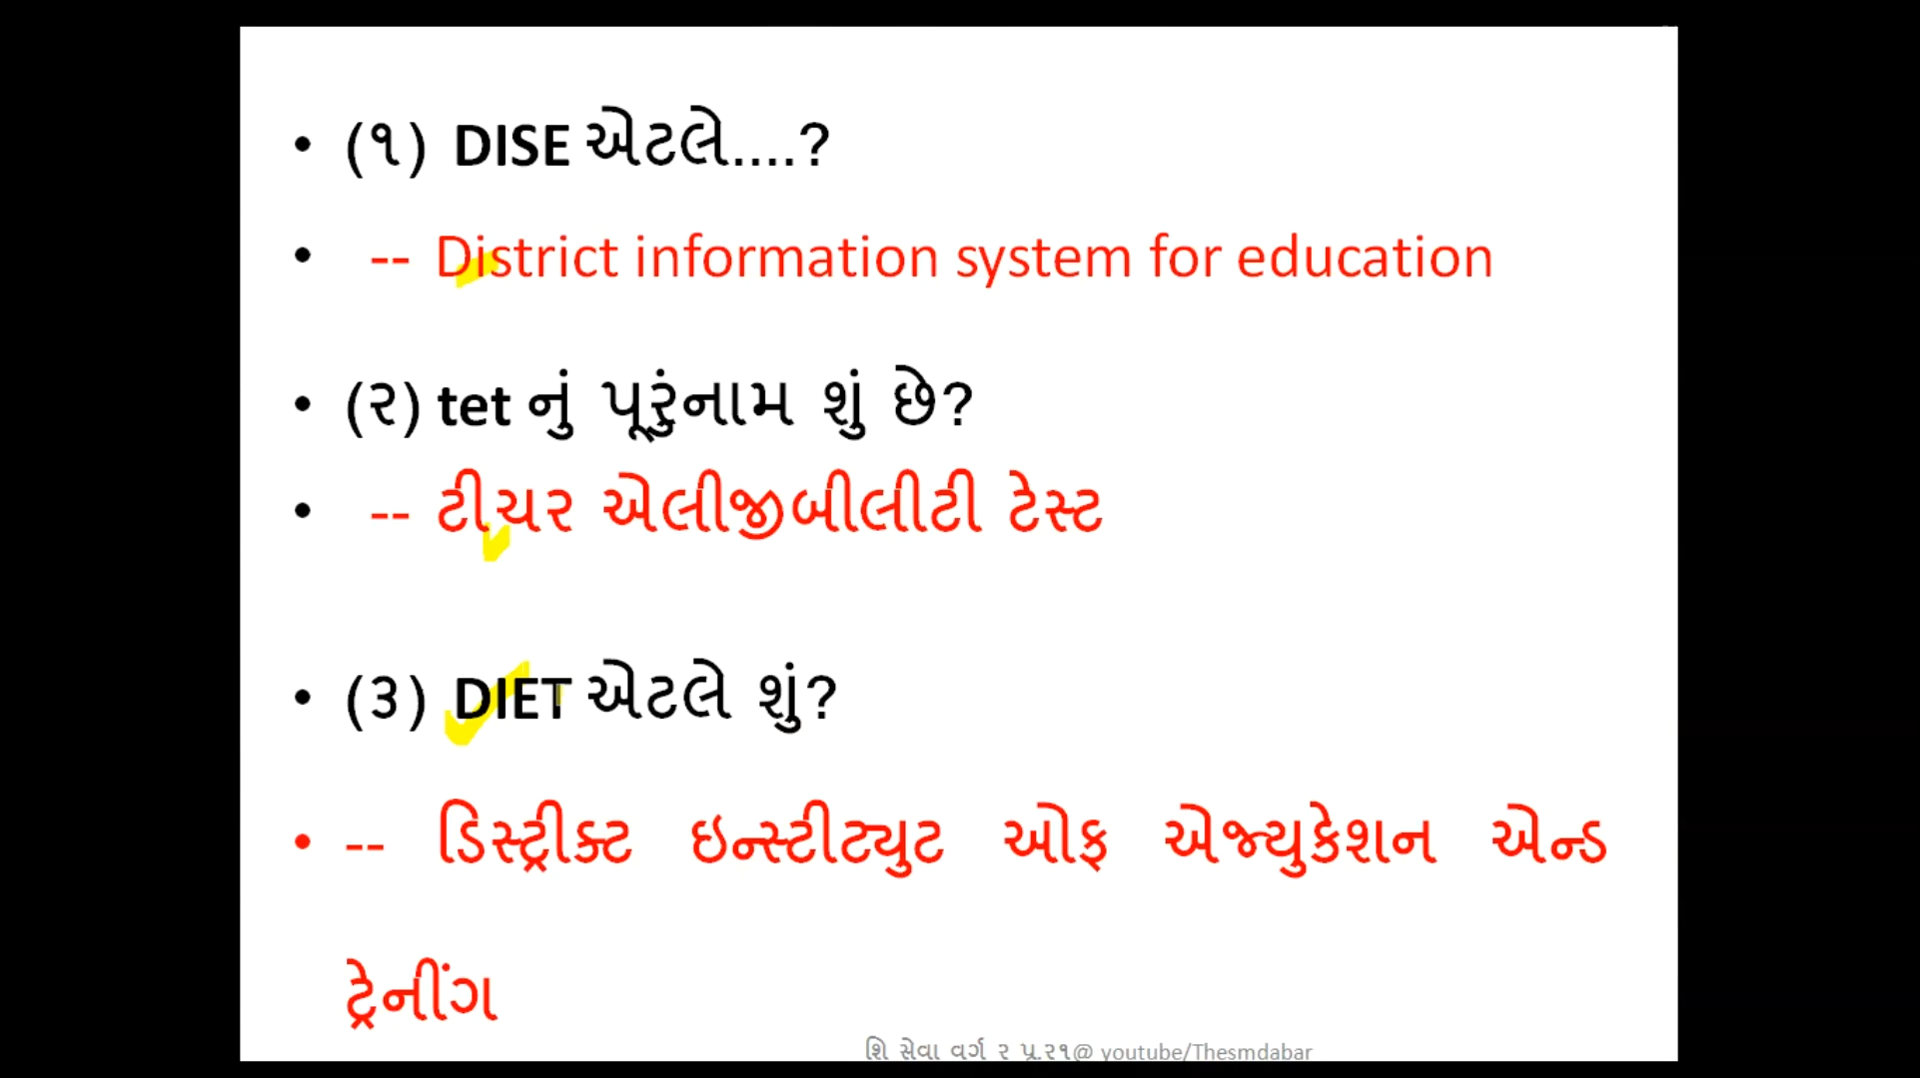 • (૧) DISE એટલે....?
• -- District information system for education
• (૨) tet નું પૂરુંનામ શું છે?
• -- ટીચર એલીજીબીલીટી ટેસ્ટ
• (૩) DIET એટલે શું?
• -- ડિસ્ટ્રીક્ટ ઇન્સ્ટીટ્યુટ ઓફ એજ્યુકેશન એન્ડ
ટ્રેનીંગ
શિ સેવા વર્ગ ૨ પ્ર.૨૧@ youtube/Thesmdabar